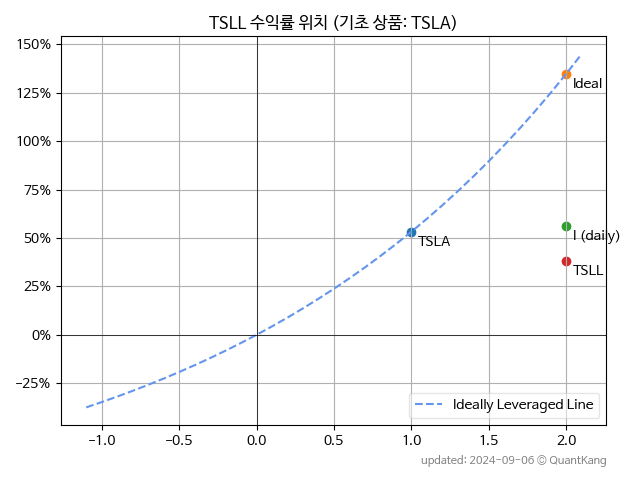 TSLL 수익률 위치 (기초 상품: TSLA)
150%
125%
100%
75%
50%
25%
0%
−25%
Ideal
I (daily)
TSLA
TSLL
Ideally Leveraged Line
−1.0 −0.5 0.0 0.5 1.0 1.5 2.0
updated: 2024-09-06 © QuantKang